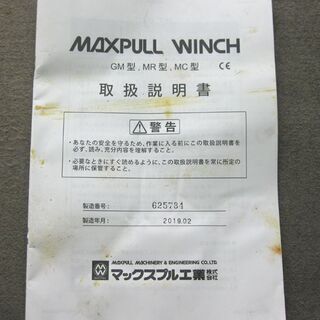 MAXPULL WINCH
GM型, MR型, MC型 CE
取扱説明書
⚠警告
・あなたの安全を守るため、作業に入る前にこの取扱説明書を
必ず、読み、充分内容を理解すること。
・必要なときにすぐ読めるように、この取扱説明書を常に所定の
場所に保管すること。
製造番号: 625784
製造年月: 2019.02
MAXPULL MACHINERY & ENGINEERING CO.,LTD.
マックスプル工業株式会社